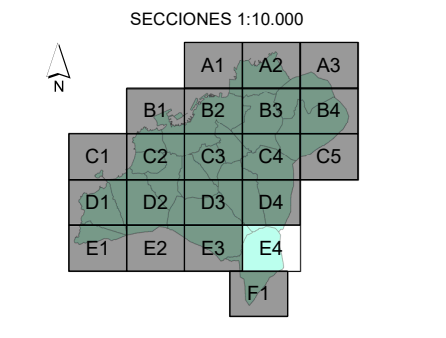 SECCIONES 1:10.000
N
A1 A2 A3
B1 B2 B3 B4
C1 C2 C3 C4 C5
D1 D2 D3 D4
E1 E2 E3 E4
F1